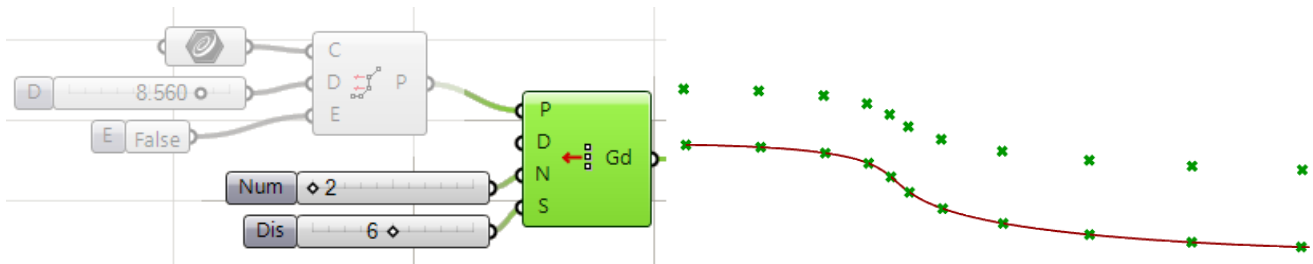 C
D 8.560 D P
E False E
P
D Gd
Num 2 N
Dis 6 S